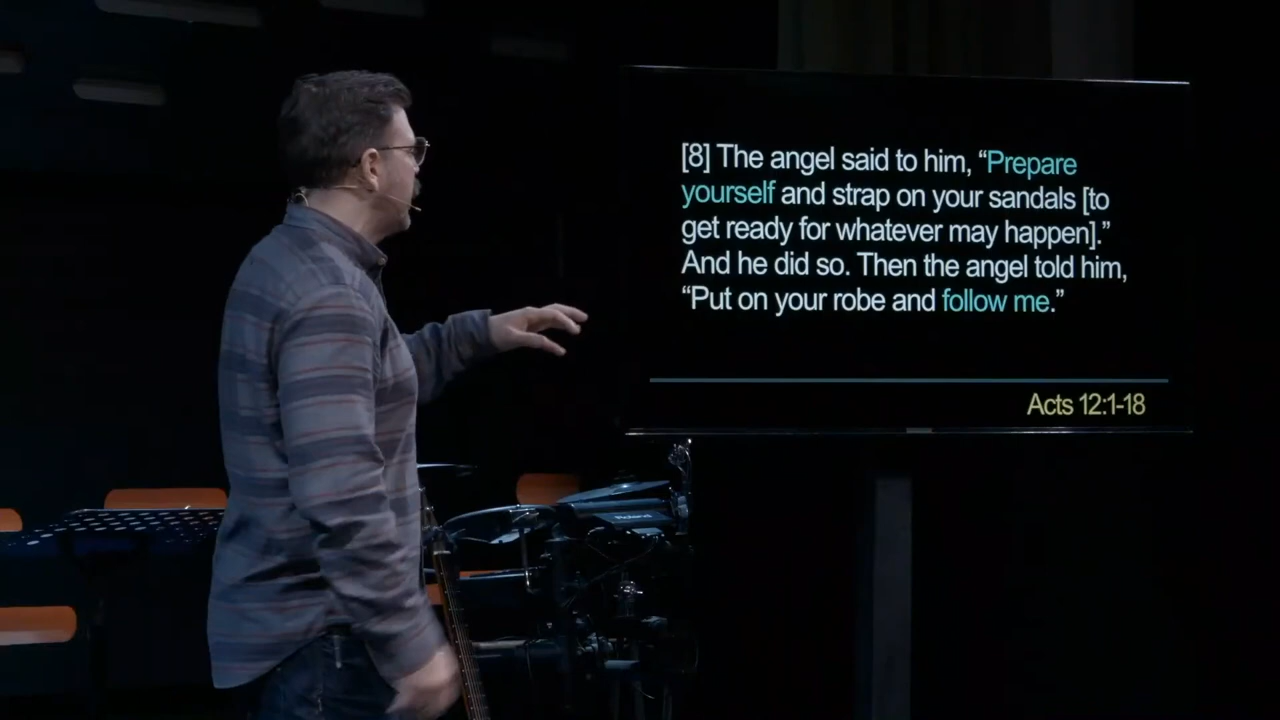 [8] The angel said to him, “Prepare
yourself and strap on your sandals [to
get ready for whatever may happen].”
And he did so. Then the angel told him,
“Put on your robe and follow me.”
Acts 12:1-18
Roland